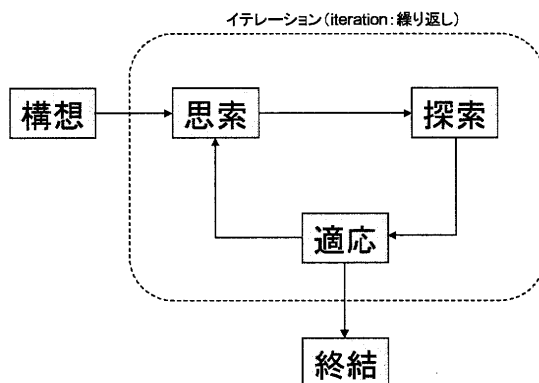 イテレーション(iteration:繰り返し)
構想
思索
探索
適応
終結